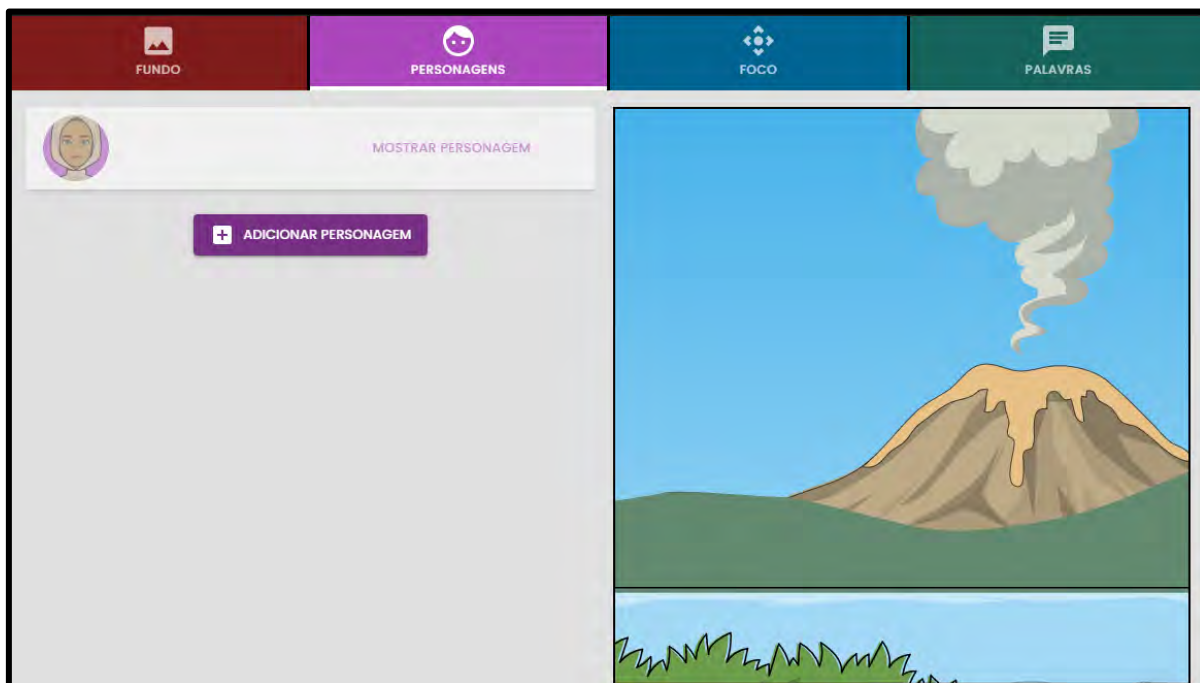 FUNDO
PERSONAGENS
FOCO
PALAVRAS
MOSTRAR PERSONAGEM
ADICIONAR PERSONAGEM